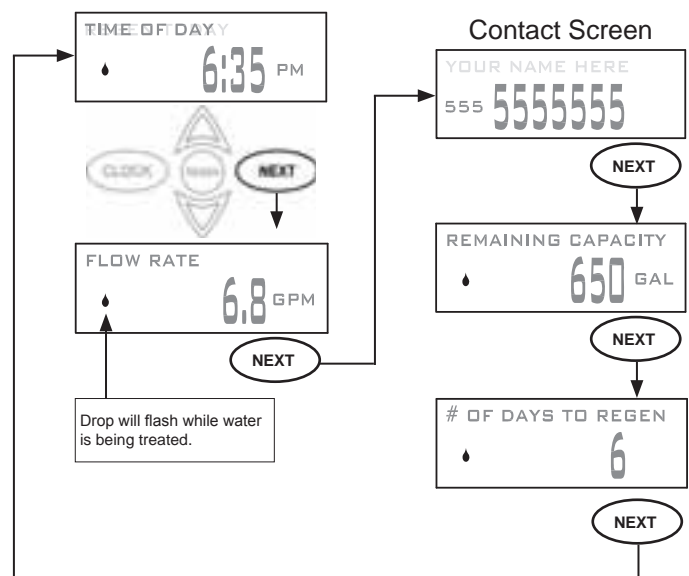 TIME OF DAY
6:35 PM
CLOCK
NEXT
FLOW RATE
6.8 GPM
NEXT
Drop will flash while water
is being treated.
Contact Screen
YOUR NAME HERE
555 5555555
NEXT
REMAINING CAPACITY
650 GAL
NEXT
# OF DAYS TO REGEN
6
NEXT